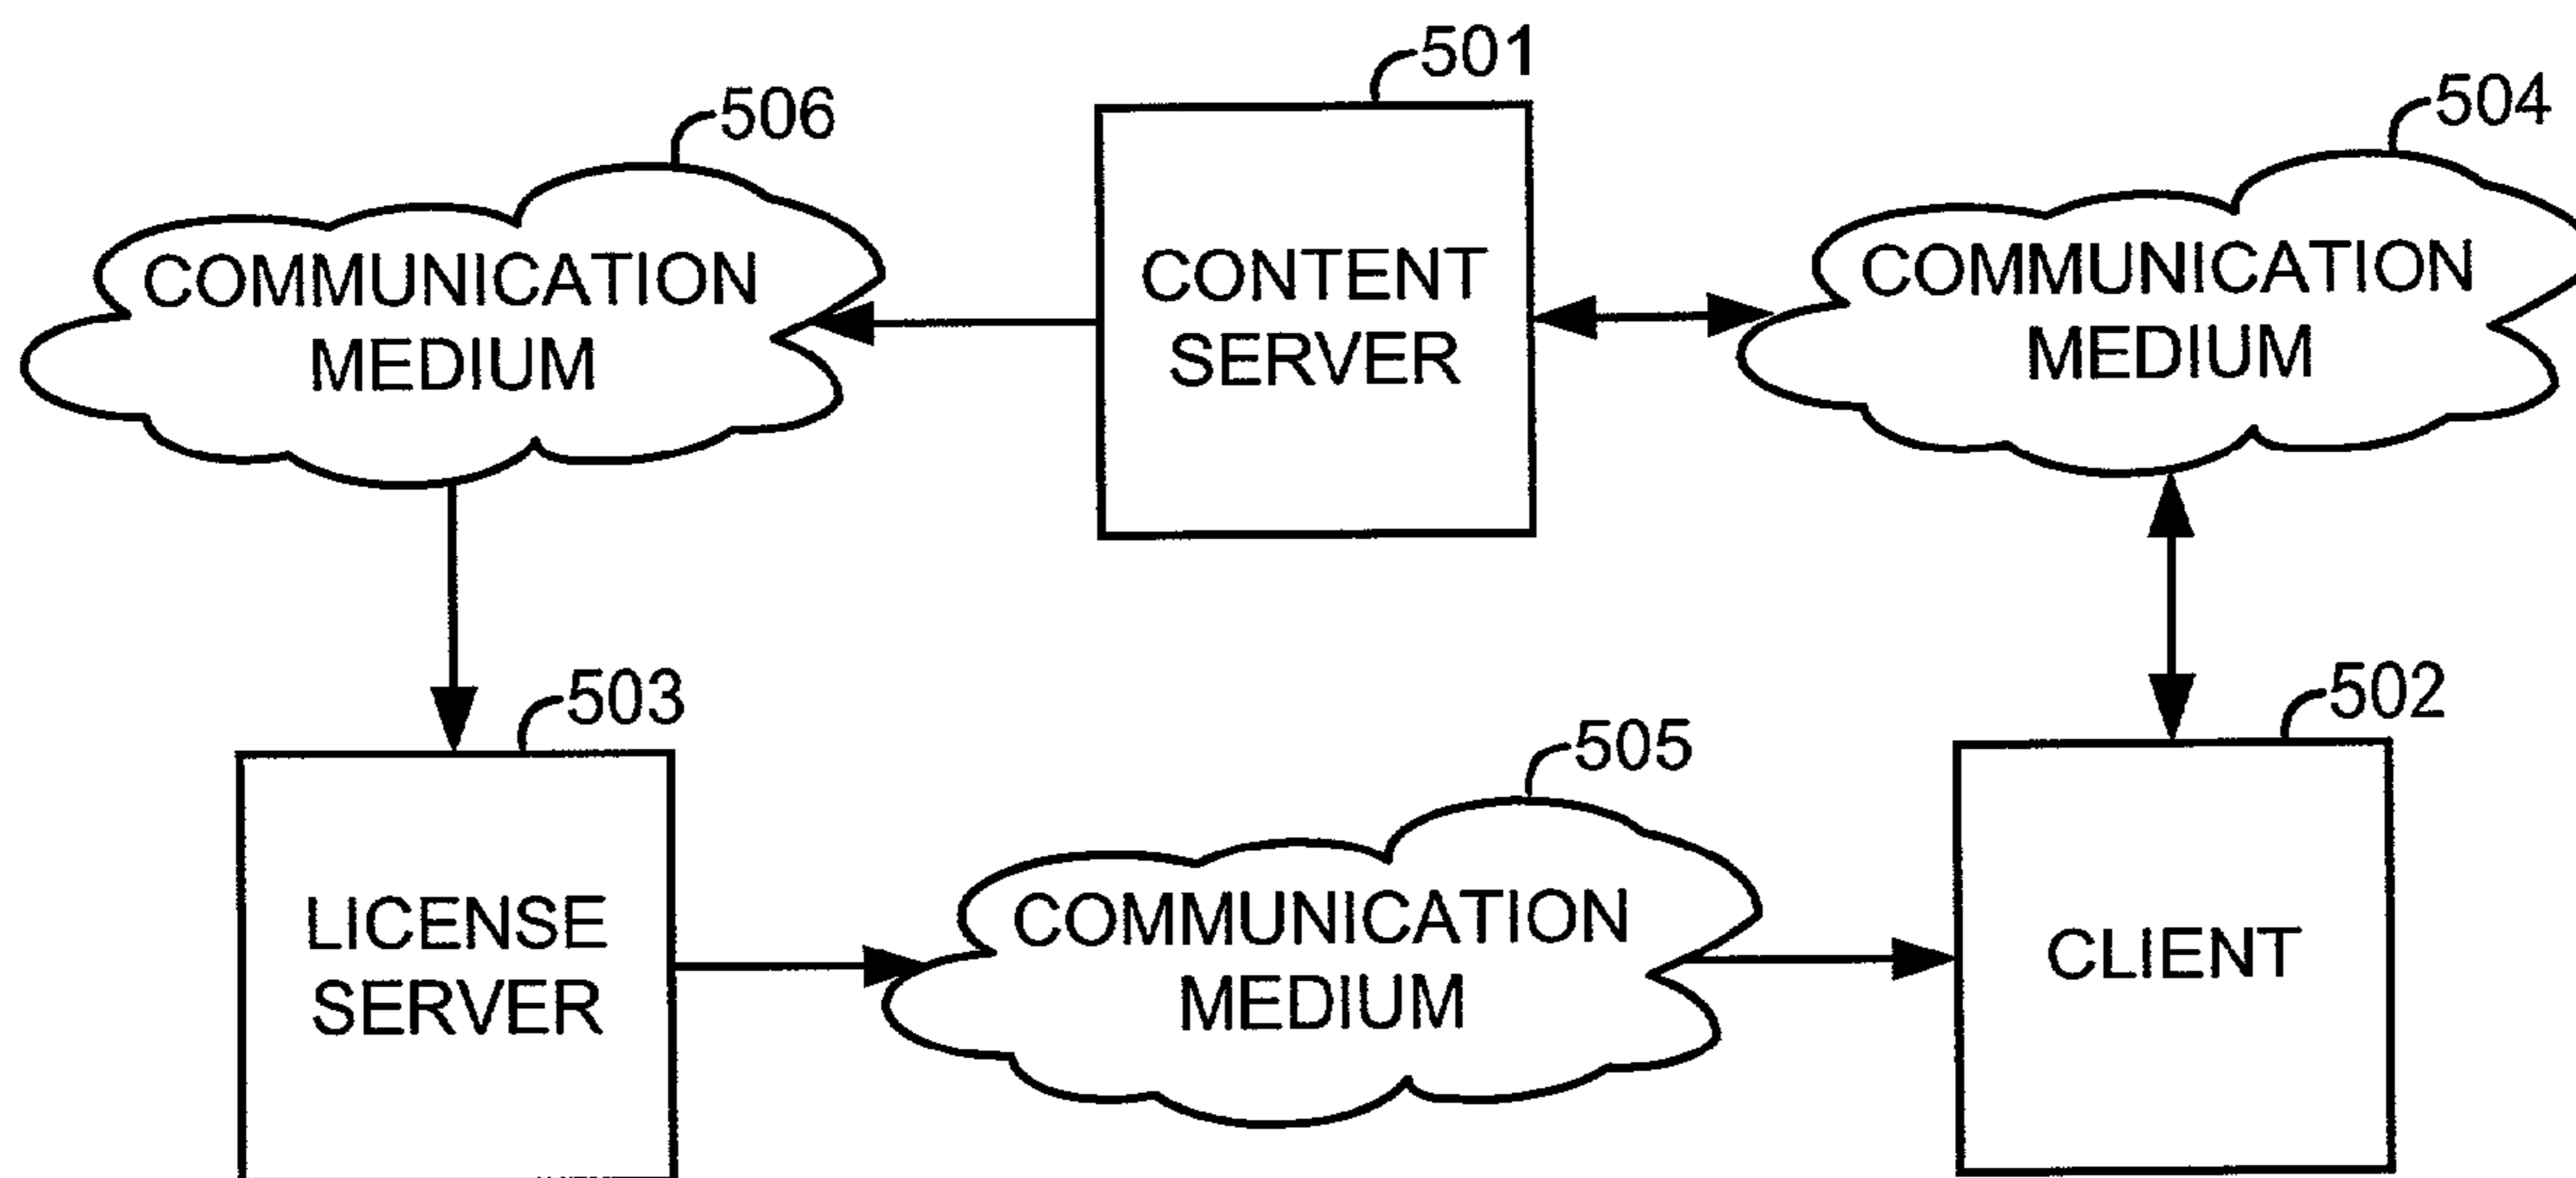 501
506
504
COMMUNICATION
MEDIUM
CONTENT
SERVER
COMMUNICATION
MEDIUM
503
505
502
LICENSE
SERVER
COMMUNICATION
MEDIUM
CLIENT